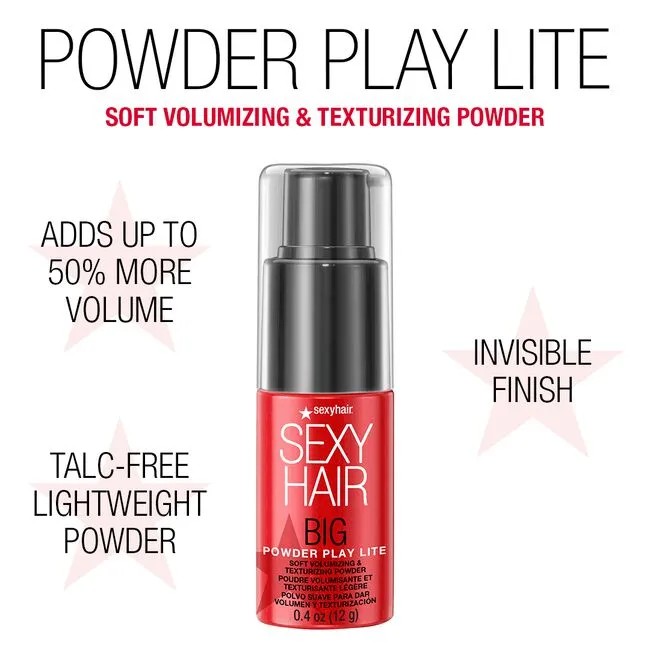 POWDER PLAY LITE
SOFT VOLUMIZING & TEXTURIZING POWDER
ADDS UP TO
50% MORE
VOLUME
INVISIBLE
FINISH
TALC-FREE
LIGHTWEIGHT
POWDER
sexyhair.
SEXY
HAIR
BIG
POWDER PLAY LITE
SOFT VOLUMIZING &
TEXTURIZING POWDER
POUDRE VOLUMISANTE ET
TEXTURISANTE LÉGÈRE
POLVO SUAVE PARA DAR
VOLUMEN Y TEXTURIZACIÓN
0.4 oz (12 g)